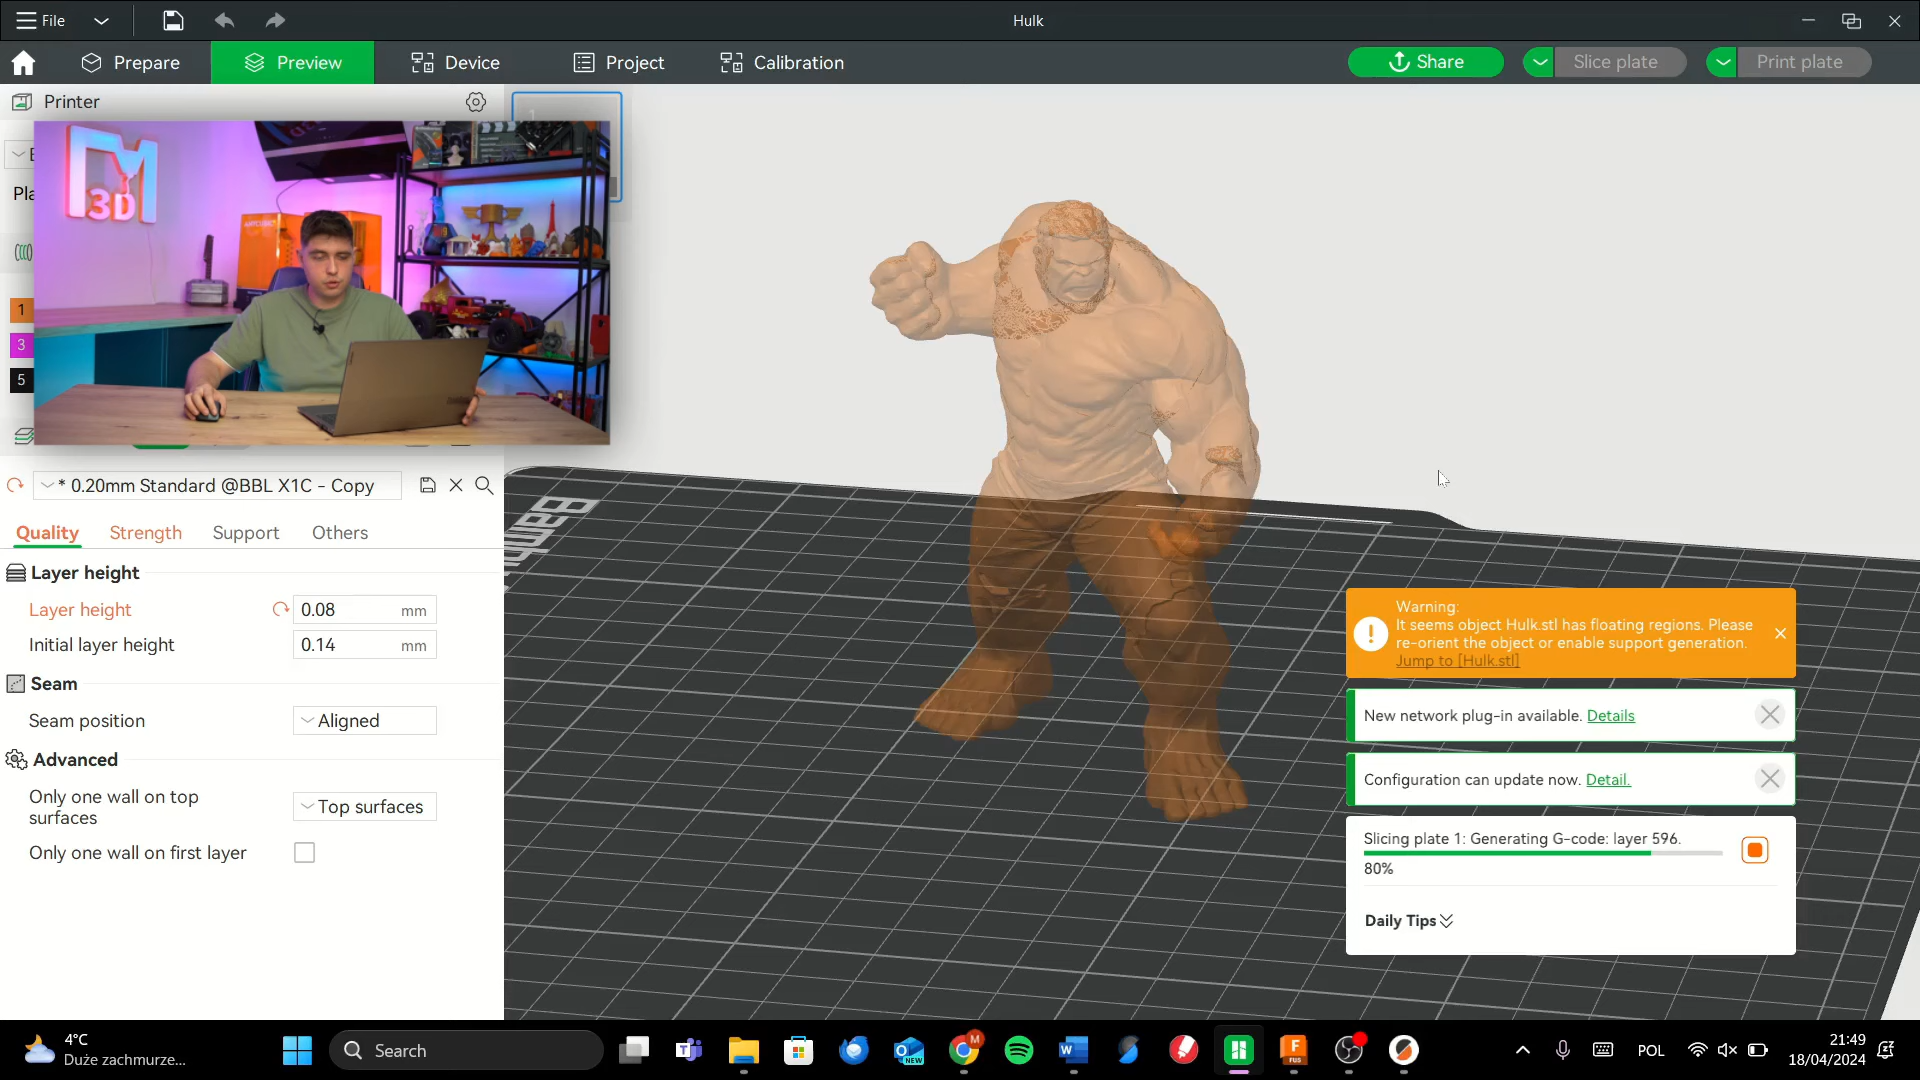 File
Hulk
Prepare
Preview
Device
Project
Calibration
Share
Slice plate
Print plate
Printer
Pla
3D
1
3
5
* 0.20mm Standard @BBL X1C - Copy
Quality
Strength
Support
Others
Layer height
Layer height
0.08
mm
Initial layer height
0.14
mm
Seam
Seam position
Aligned
Advanced
Only one wall on top
surfaces
Top surfaces
Only one wall on first layer
Warning:
It seems object Hulk.stl has floating regions. Please
re-orient the object or enable support generation.
Jump to [Hulk.stl]
New network plug-in available. Details
Configuration can update now. Detail.
Slicing plate 1: Generating G-code: layer 596.
80%
Daily Tips
4°C
Duże zachmurze...
Search
NEW
M
W
F
FUS
POL
21:49
18/04/2024